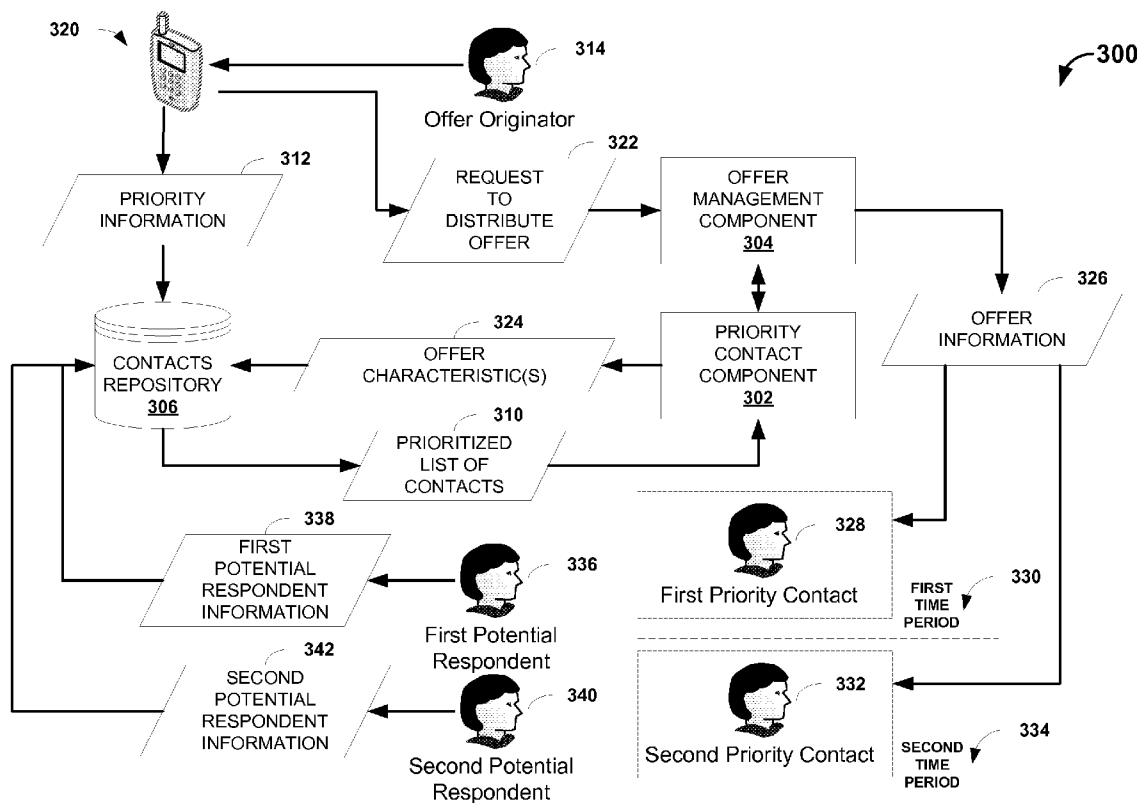 320
314
300
Offer Originator
312
PRIORITY
INFORMATION
322
REQUEST
TO
DISTRIBUTE
OFFER
OFFER
MANAGEMENT
COMPONENT
304
326
OFFER
INFORMATION
CONTACTS
REPOSITORY
306
324
OFFER
CHARACTERISTIC(S)
PRIORITY
CONTACT
COMPONENT
302
310
PRIORITIZED
LIST OF
CONTACTS
338
FIRST
POTENTIAL
RESPONDENT
INFORMATION
336
First Potential
Respondent
328
First Priority Contact
330
FIRST
TIME
PERIOD
342
SECOND
POTENTIAL
RESPONDENT
INFORMATION
340
Second Potential
Respondent
332
Second Priority Contact
334
SECOND
TIME
PERIOD